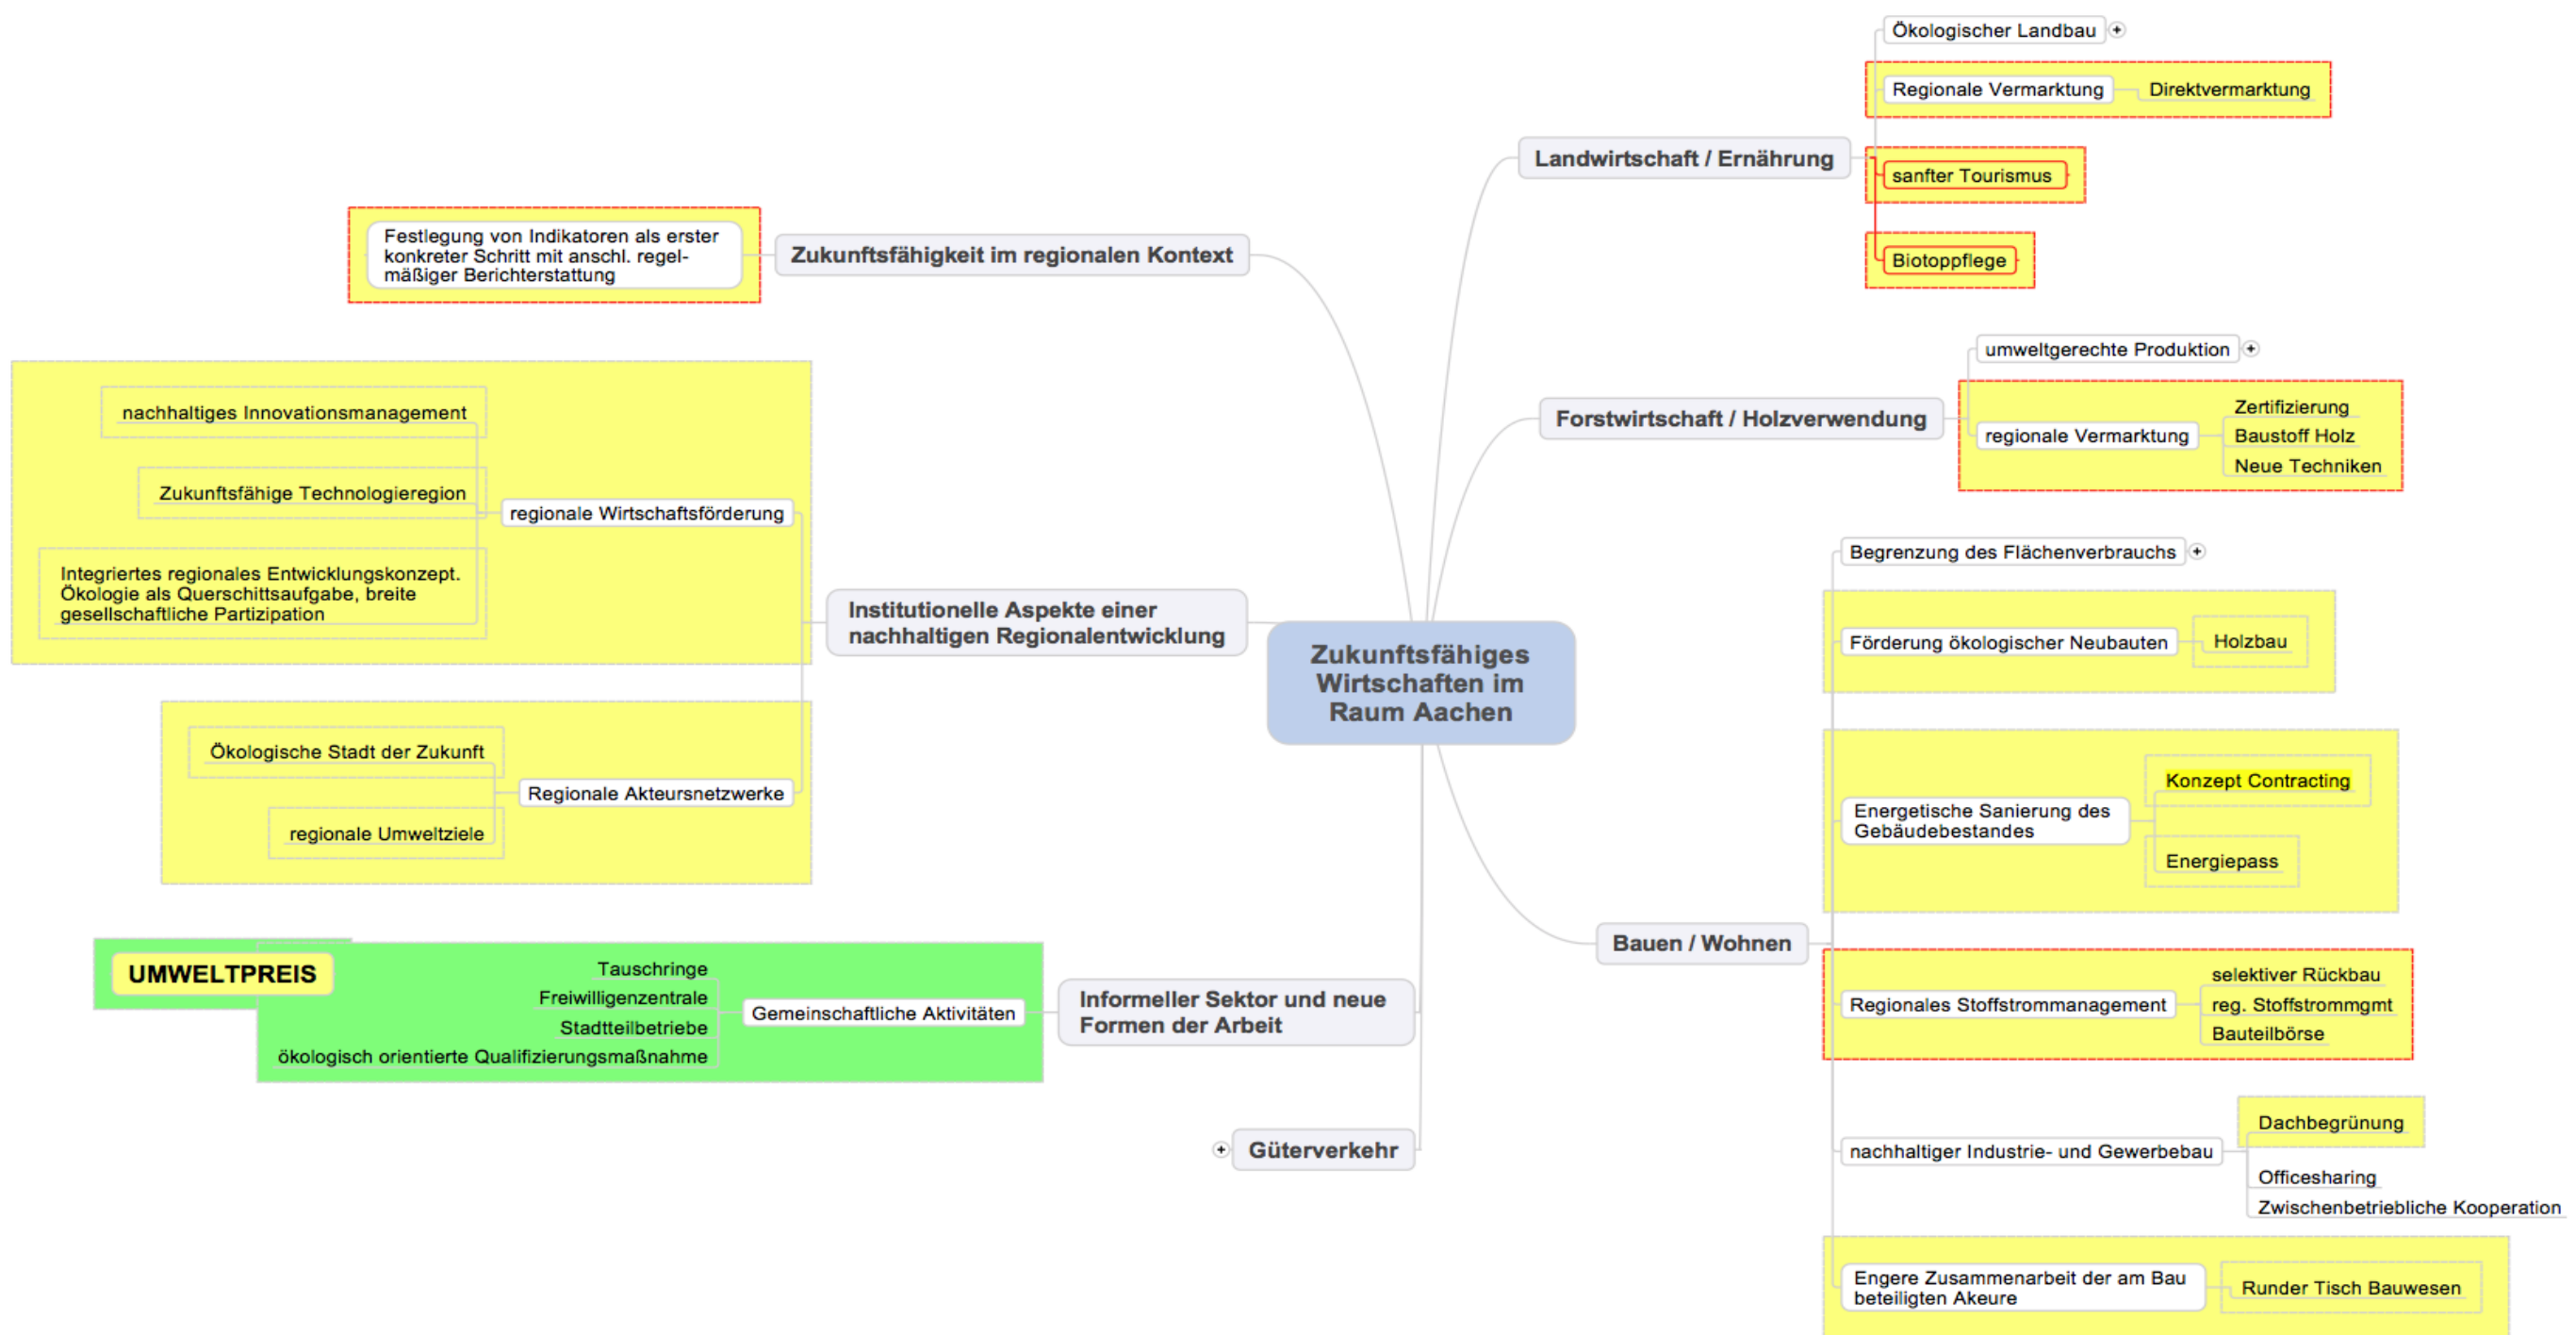 Zukunftsfähiges
Wirtschaften im
Raum Aachen
Landwirtschaft / Ernährung
Ökologischer Landbau
Regionale Vermarktung
Direktvermarktung
sanfter Tourismus
Biotoppflege
Forstwirtschaft / Holzverwendung
umweltgerechte Produktion
regionale Vermarktung
Zertifizierung
Baustoff Holz
Neue Techniken
Bauen / Wohnen
Begrenzung des Flächenverbrauchs
Förderung ökologischer Neubauten
Holzbau
Energetische Sanierung des
Gebäudebestandes
Konzept Contracting
Energiepass
Regionales Stoffstrommanagement
selektiver Rückbau
reg. Stoffstrommgmt
Bauteilbörse
nachhaltiger Industrie- und Gewerbebau
Dachbegrünung
Officesharing
Zwischenbetriebliche Kooperation
Engere Zusammenarbeit der am Bau
beteiligten Akeure
Runder Tisch Bauwesen
Zukunftsfähigkeit im regionalen Kontext
Festlegung von Indikatoren als erster
konkreter Schritt mit anschl. regel-
mäßiger Berichterstattung
Institutionelle Aspekte einer
nachhaltigen Regionalentwicklung
regionale Wirtschaftsförderung
nachhaltiges Innovationsmanagement
Zukunftsfähige Technologieregion
Integriertes regionales Entwicklungskonzept.
Ökologie als Querschittsaufgabe, breite
gesellschaftliche Partizipation
Regionale Akteursnetzwerke
Ökologische Stadt der Zukunft
regionale Umweltziele
Informeller Sektor und neue
Formen der Arbeit
Gemeinschaftliche Aktivitäten
Tauschringe
Freiwilligenzentrale
Stadtteilbetriebe
ökologisch orientierte Qualifizierungsmaßnahme
UMWELTPREIS
Güterverkehr